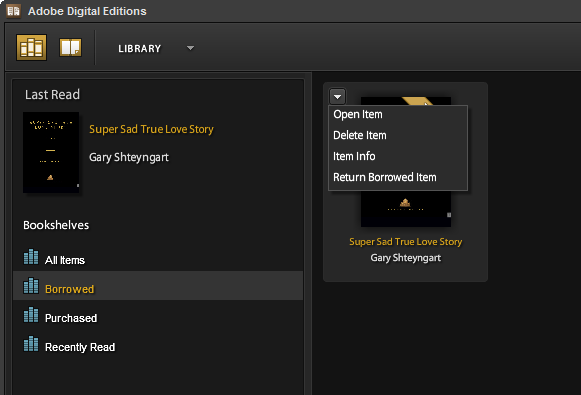 Adobe Digital Editions
LIBRARY
Last Read
Super Sad True Love Story
Gary Shteyngart
Bookshelves
All Items
Borrowed
Purchased
Recently Read
Open Item
Delete Item
Item Info
Return Borrowed Item
Super Sad True Love Story
Gary Shteyngart